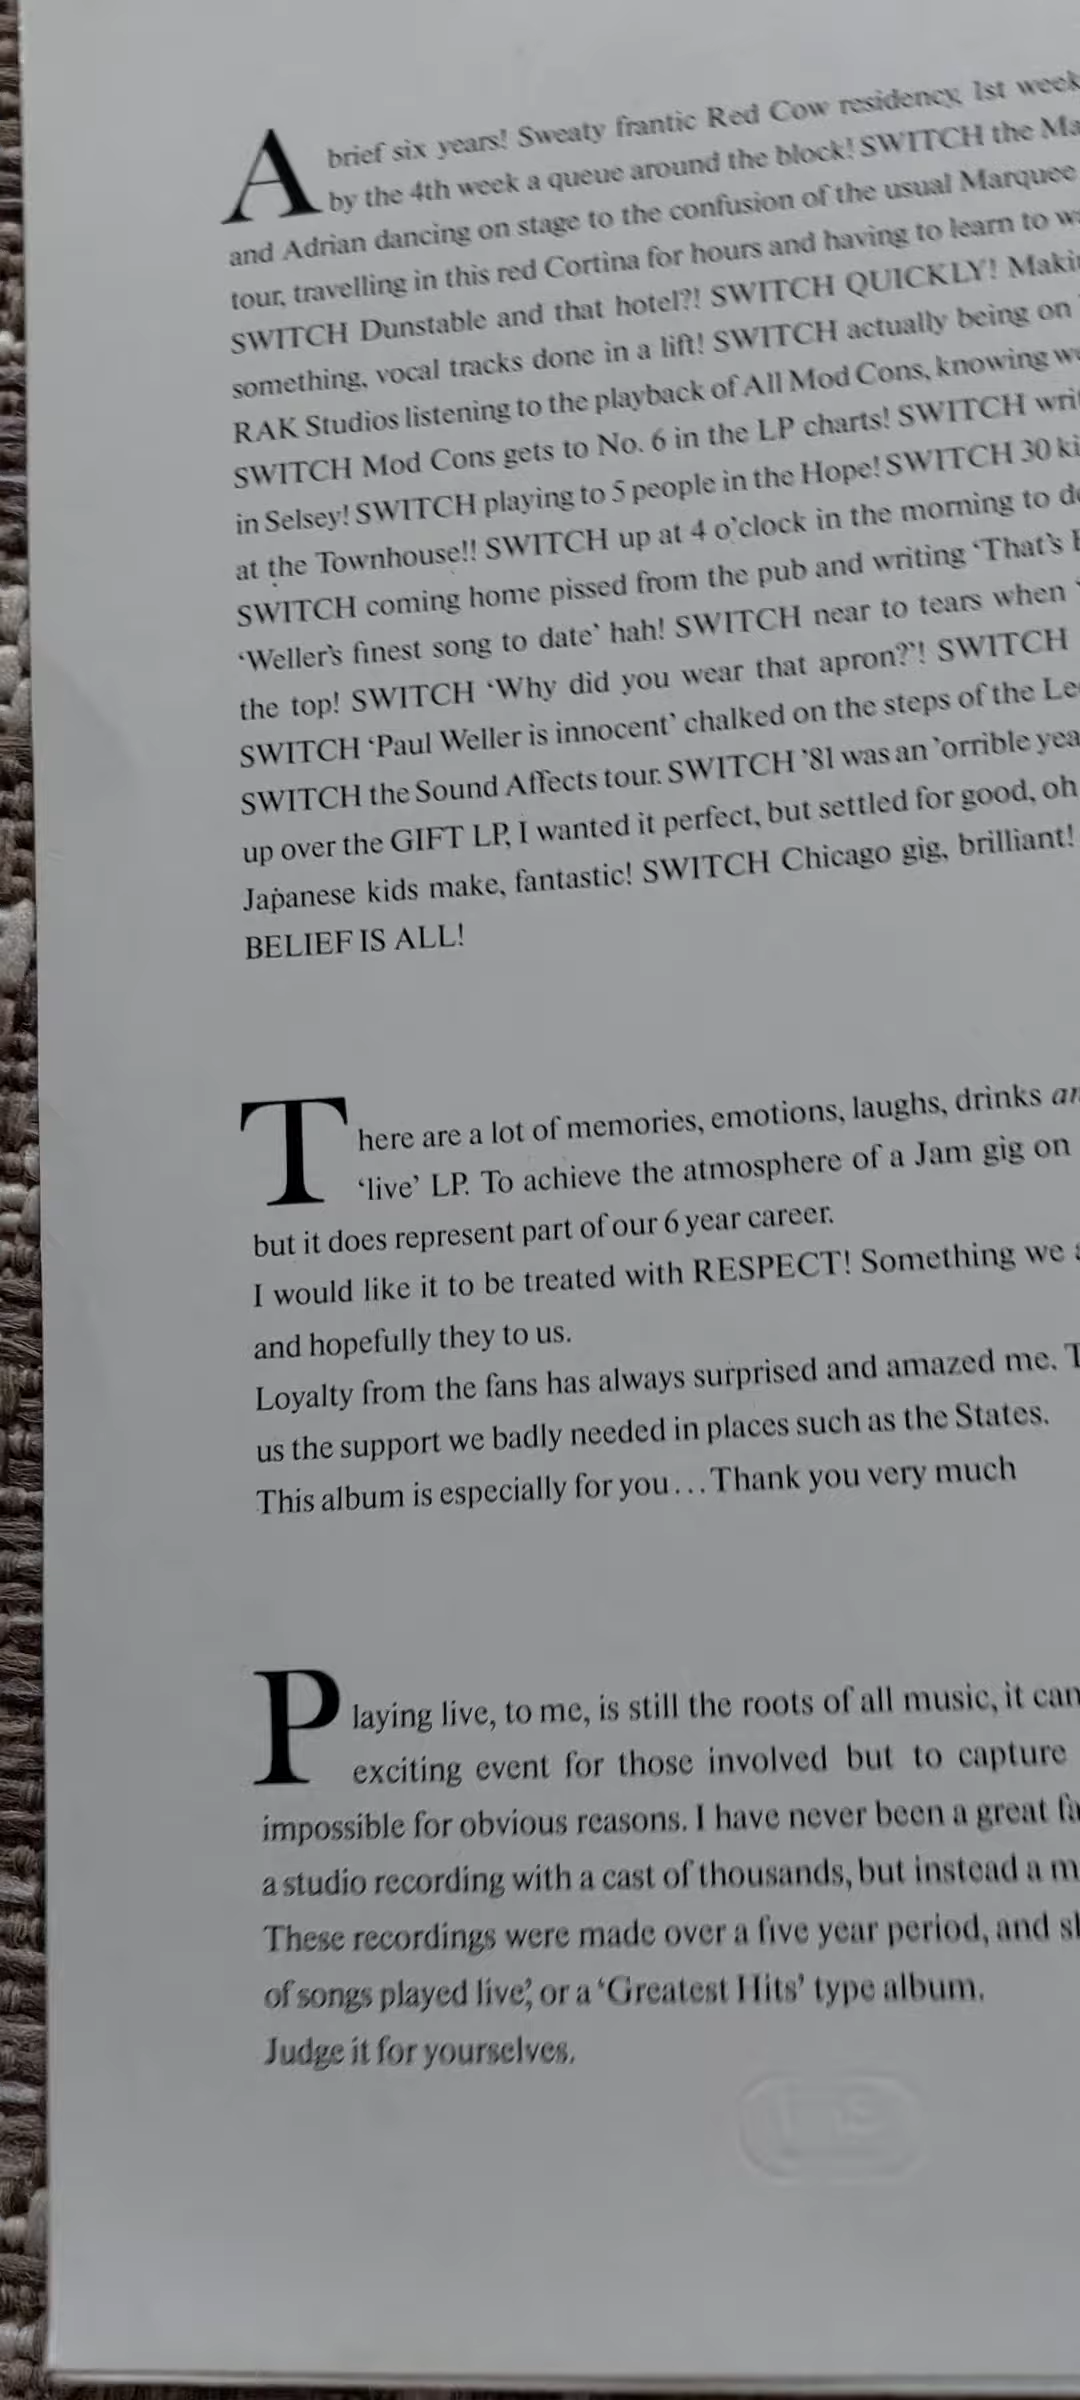 A brief six years! Sweaty frantic Red Cow residency, 1st week
by the 4th week a queue around the block! SWITCH the
and Adrian dancing on stage to the confusion of the usual Marquee
tour, travelling in this red Cortina for hours and having to learn to
SWITCH Dunstable and that hotel?! SWITCH QUICKLY!
something, vocal tracks done in a lift! SWITCH actually being on
RAK Studios listening to the playback of All Mod Cons, knowing
SWITCH Mod Cons gets to No. 6 in the LP charts! SWITCH
in Selsey! SWITCH playing to 5 people in the Hope! SWITCH 30
at the Townhouse!! SWITCH up at 4 o'clock in the morning to
SWITCH coming home pissed from the pub and writing ‘That's
‘Weller's finest song to date’ hah! SWITCH near to tears when
the top! SWITCH ‘Why did you wear that apron?’! SWITCH
SWITCH ‘Paul Weller is innocent’ chalked on the steps of the
SWITCH the Sound Affects tour. SWITCH ’81 was an ’orrible
up over the GIFT LP, I wanted it perfect, but settled for good, oh
Japanese kids make, fantastic! SWITCH Chicago gig, brilliant!
BELIEF IS ALL!
There are a lot of memories, emotions, laughs, drinks
‘live’ LP. To achieve the atmosphere of a Jam gig on
but it does represent part of our 6 year career.
I would like it to be treated with RESPECT! Something we
and hopefully they to us.
Loyalty from the fans has always surprised and amazed me.
us the support we badly needed in places such as the States.
This album is especially for you... Thank you very much
Playing live, to me, is still the roots of all music, it can
exciting event for those involved but to capture
impossible for obvious reasons. I have never been a great
a studio recording with a cast of thousands, but instead a
These recordings were made over a five year period, and
of songs played live’, or a ‘Greatest Hits’ type album.
Judge it for yourselves.